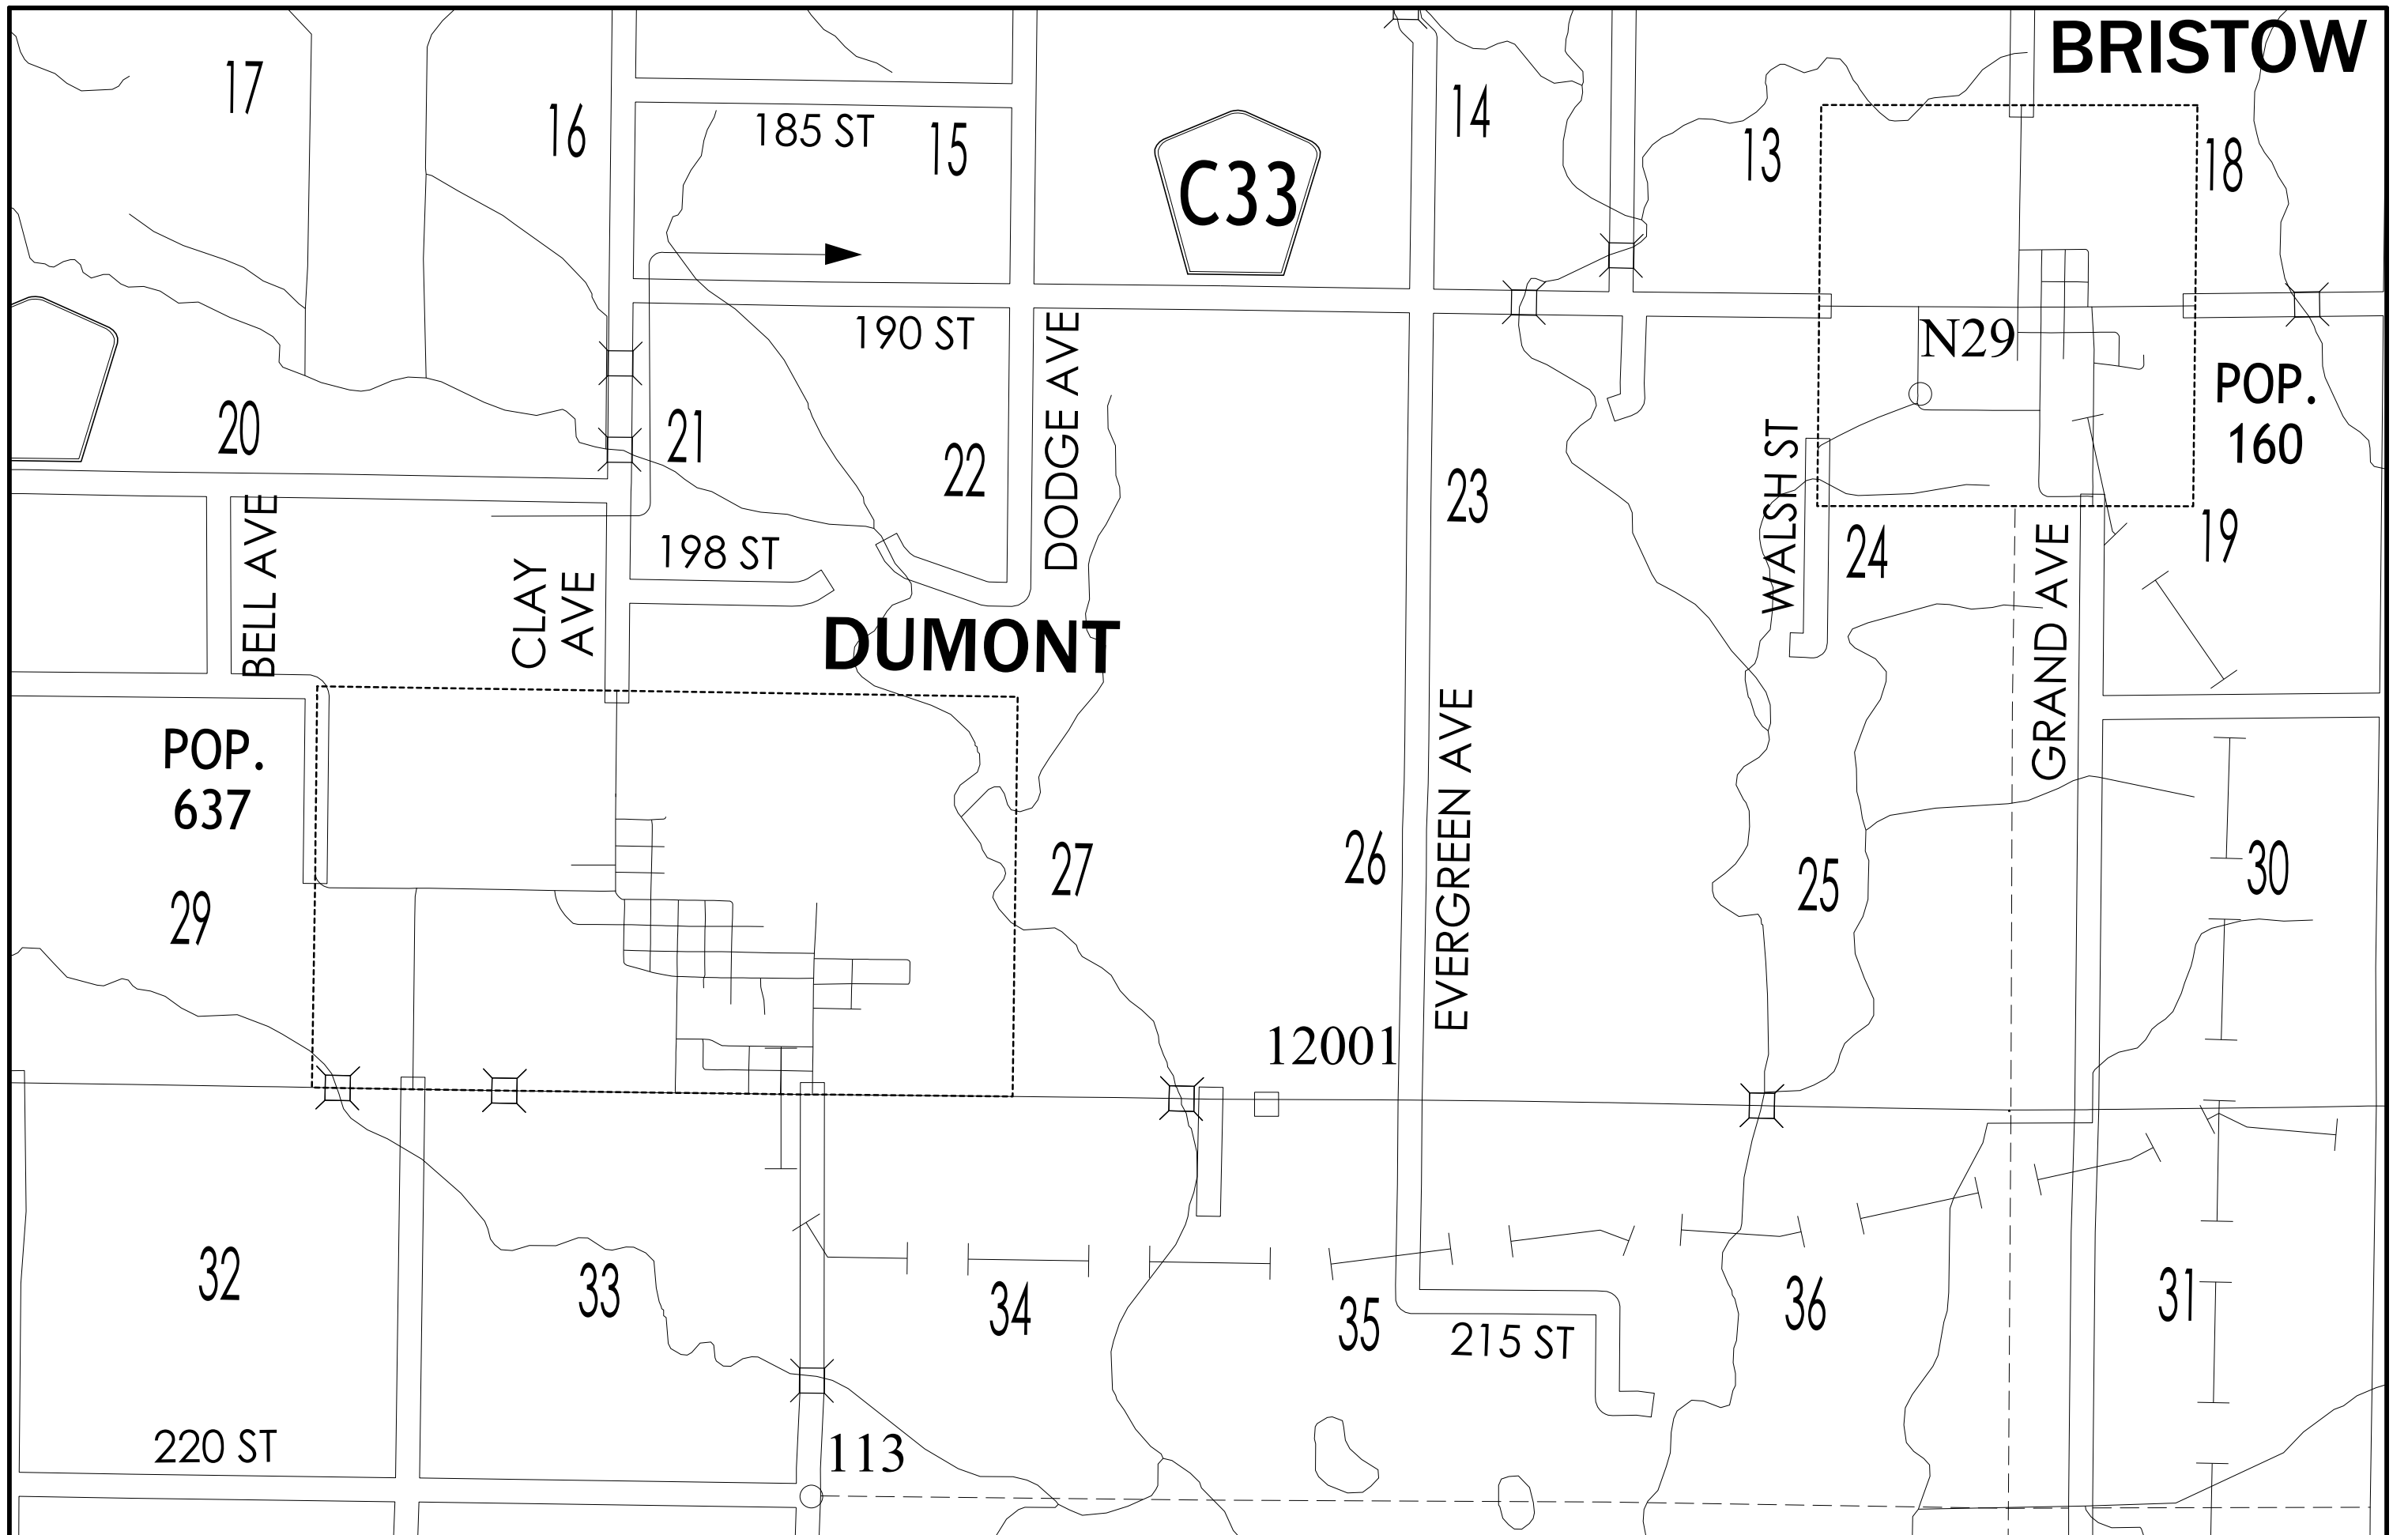 BRISTOW
17
16
185 ST
15
14
13
18
C33
190 ST
N29
DODGE AVE
POP.
160
20
21
22
23
WALSH ST
BELL AVE
CLAY
AVE
198 ST
24
GRAND AVE
19
DUMONT
POP.
637
EVERGREEN AVE
29
27
26
25
30
12001
32
33
34
35
36
31
215 ST
220 ST
113